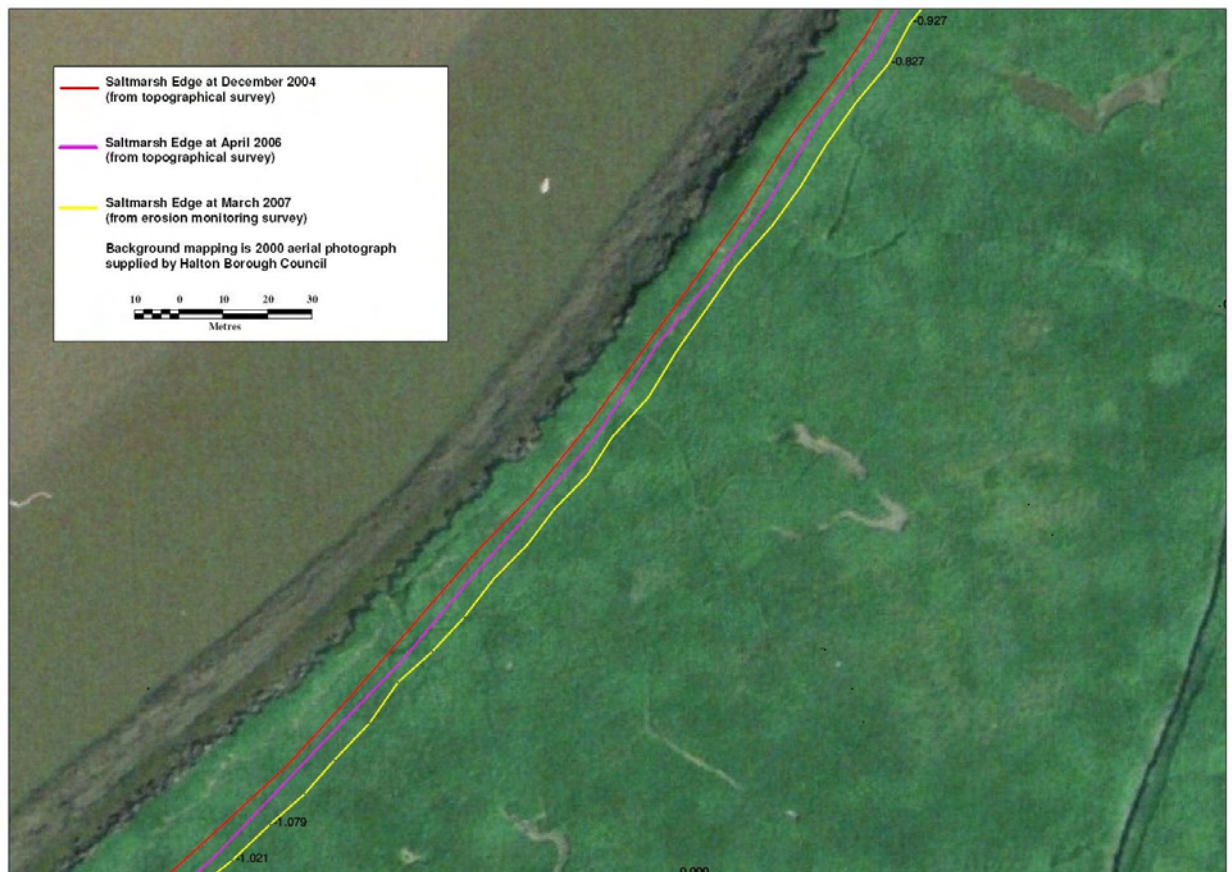 -0.927
-0.827
Saltmarsh Edge at December 2004
(from topographical survey)
Saltmarsh Edge at April 2006
(from topographical survey)
Saltmarsh Edge at March 2007
(from erosion monitoring survey)
Background mapping is 2000 aerial photograph
supplied by Halton Borough Council
10 0 10 20 30
Metres
-1.079
-1.021